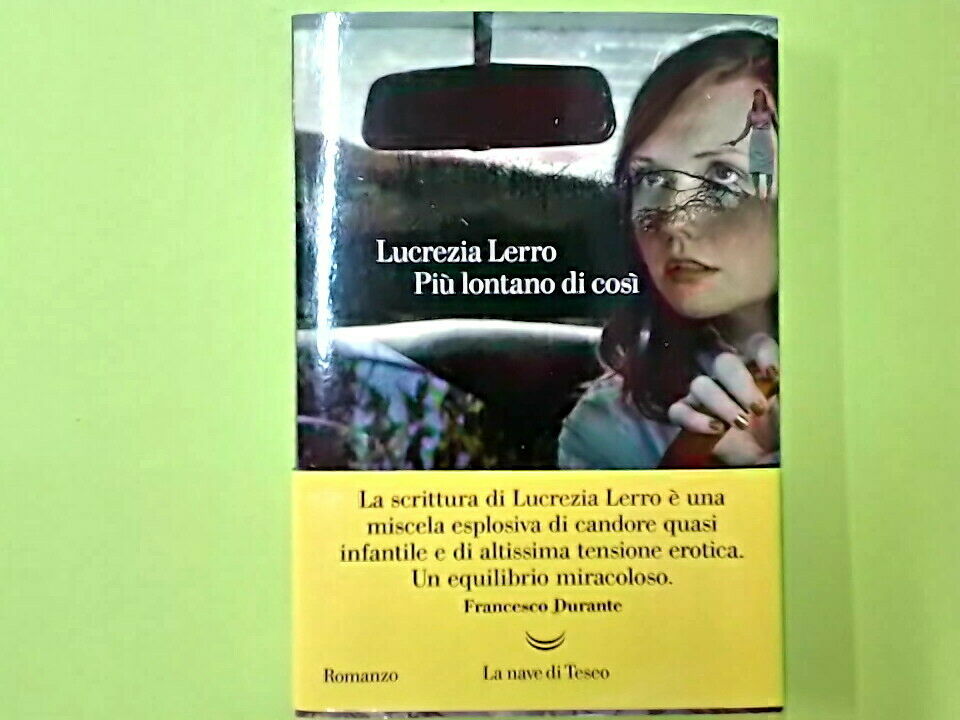 Lucrezia Lerro
Più lontano di così
La scrittura di Lucrezia Lerro è una
miscela esplosiva di candore quasi
infantile e di altissima tensione erotica.
Un equilibrio miracoloso.
Francesco Durante
Romanzo
La nave di Teseo